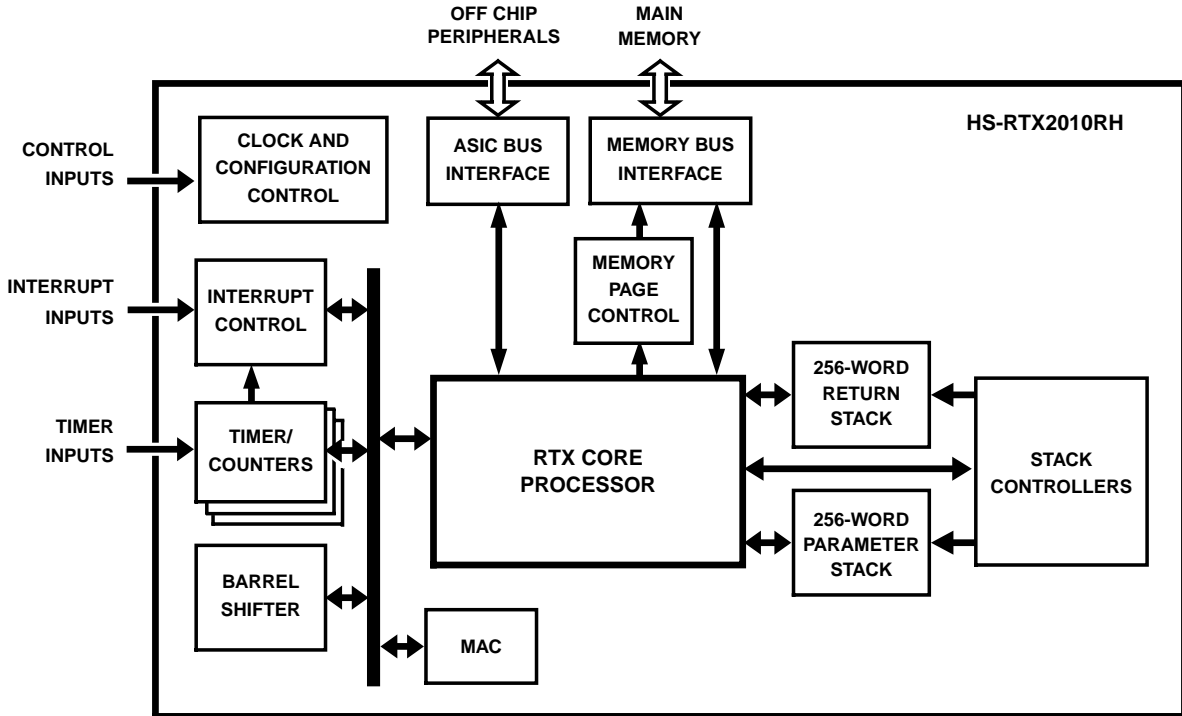 OFF CHIP
PERIPHERALS
MAIN
MEMORY
HS-RTX2010RH
CONTROL
INPUTS
CLOCK AND
CONFIGURATION
CONTROL
ASIC BUS
INTERFACE
MEMORY BUS
INTERFACE
INTERRUPT
INPUTS
INTERRUPT
CONTROL
MEMORY
PAGE
CONTROL
TIMER
INPUTS
TIMER/
COUNTERS
RTX CORE
PROCESSOR
256-WORD
RETURN
STACK
STACK
CONTROLLERS
256-WORD
PARAMETER
STACK
BARREL
SHIFTER
MAC